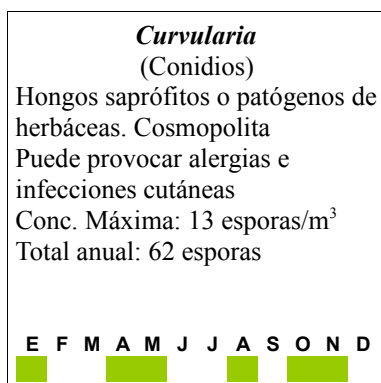 Curvularia
(Conidios)
Hongos saprófitos o patógenos de
herbáceas. Cosmopolita
Puede provocar alergias e
infecciones cutáneas
Conc. Máxima: 13 esporas/m³
Total anual: 62 esporas
E F M A M J J A S O N D